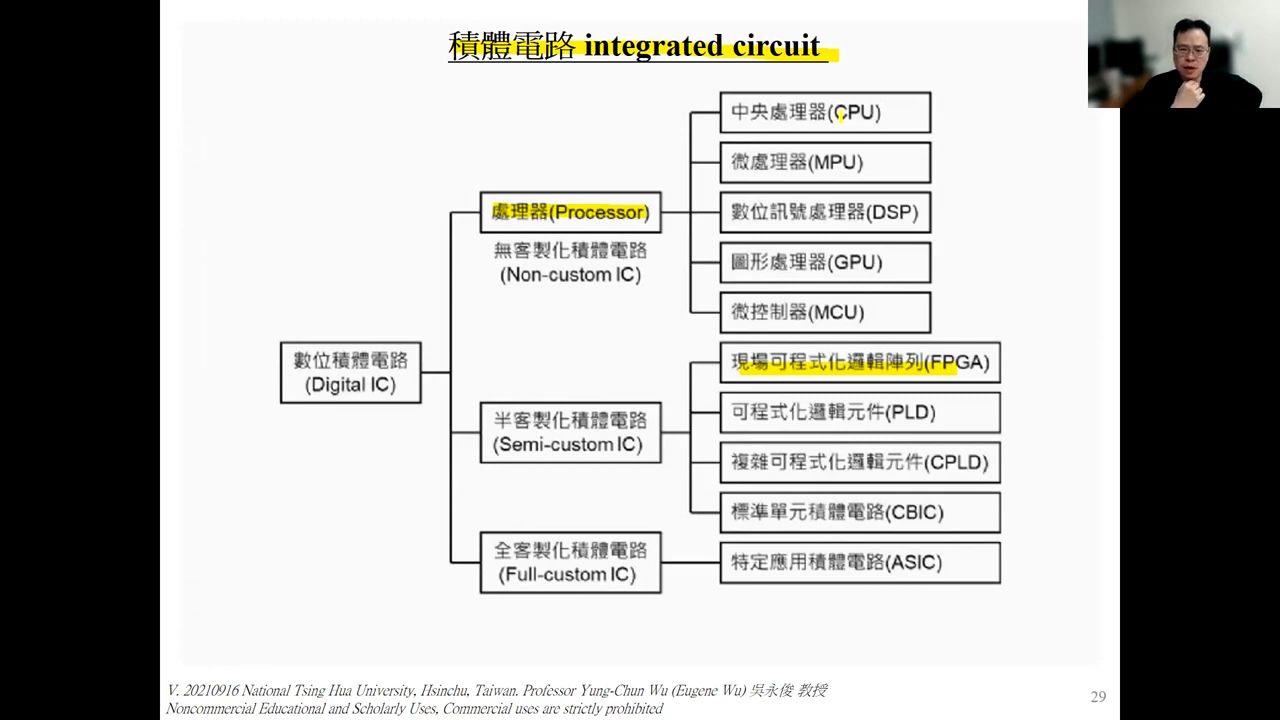 積體電路 integrated circuit
中央處理器(CPU)
微處理器(MPU)
處理器(Processor)
數位訊號處理器(DSP)
無客製化積體電路
(Non-custom IC)
圖形處理器(GPU)
微控制器(MCU)
數位積體電路
(Digital IC)
現場可程式化邏輯陣列(FPGA)
半客製化積體電路
(Semi-custom IC)
可程式化邏輯元件(PLD)
複雜可程式化邏輯元件(CPLD)
標準單元積體電路(CBIC)
全客製化積體電路
(Full-custom IC)
特定應用積體電路(ASIC)
V. 20210916 National Tsing Hua University, Hsinchu, Taiwan. Professor Yung-Chun Wu (Eugene Wu) 吳永俊 教授
Noncommercial Educational and Scholarly Uses, Commercial uses are strictly prohibited
29